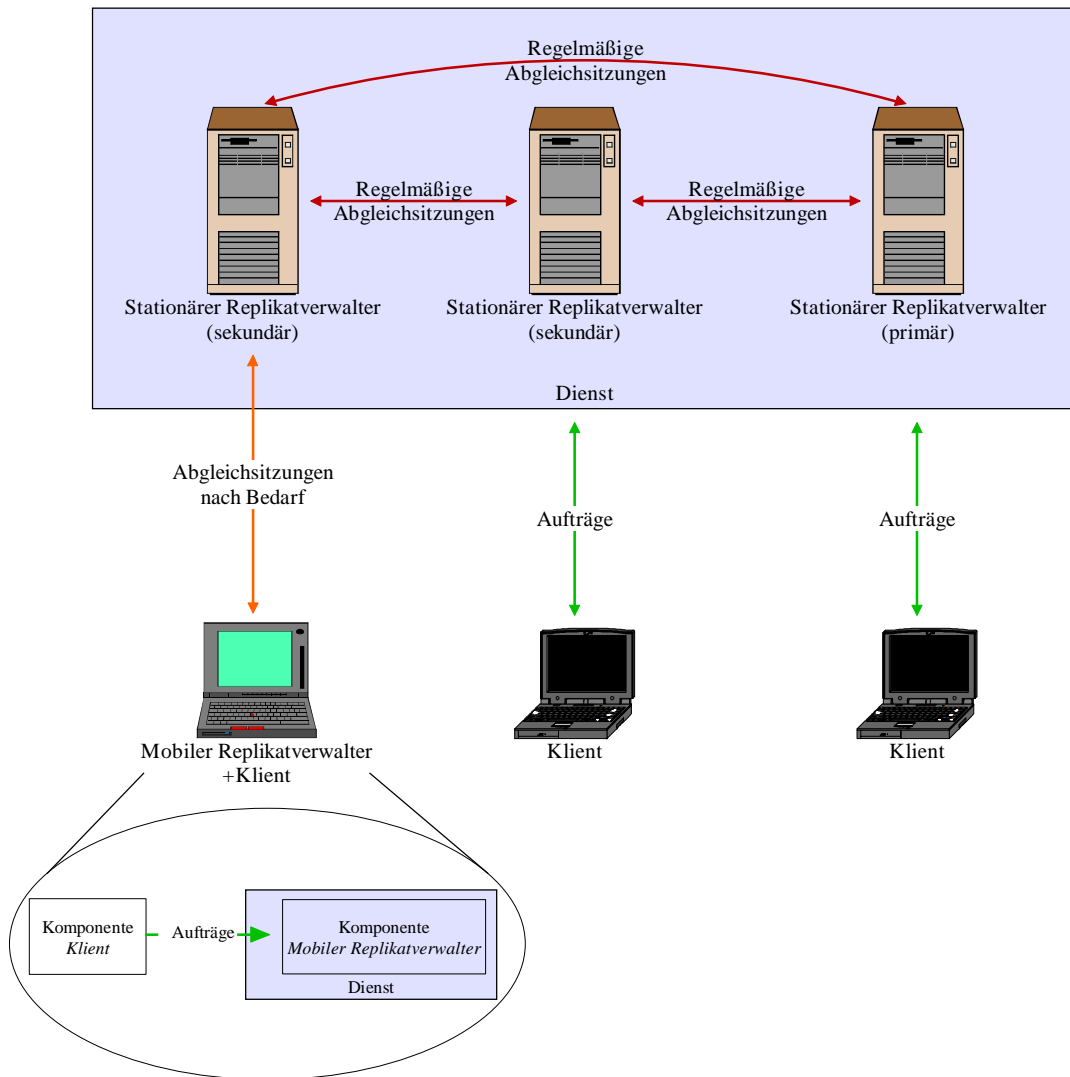 Regelmäßige
Abgleichsitzungen
Regelmäßige
Abgleichsitzungen
Regelmäßige
Abgleichsitzungen
Stationärer Replikatverwalter
(sekundär)
Stationärer Replikatverwalter
(sekundär)
Stationärer Replikatverwalter
(primär)
Dienst
Abgleichsitzungen
nach Bedarf
Aufträge
Aufträge
Mobiler Replikatverwalter
+Klient
Klient
Klient
Komponente
Klient
Aufträge
Komponente
Mobiler Replikatverwalter
Dienst